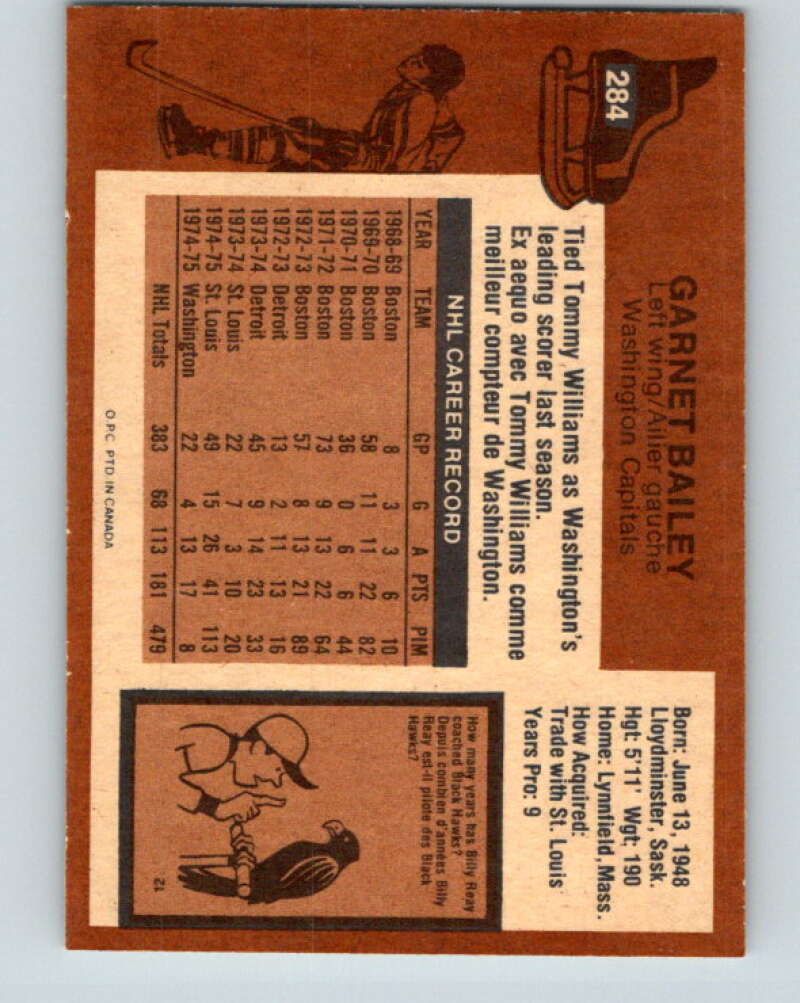 284
GARNET BAILEY
Left wing/Ailier gauche
Washington Capitals
Born: June 13, 1948
Lloydminster, Sask.
Hgt: 5'11' Wgt: 190
Home: Lynnfield, Mass.
How Acquired:
Trade with St. Louis
Years Pro: 9
Tied Tommy Williams as Washington's
leading scorer last season.
Ex aequo avec Tommy Williams comme
meilleur compteur de Washington.
NHL CAREER RECORD
YEAR TEAM GP G A PTS PIM
1968-69 Boston 8 3 3 6 10
1969-70 Boston 58 11 11 22 82
1970-71 Boston 36 0 6 6 44
1971-72 Boston 73 9 13 22 64
1972-73 Boston 57 8 13 21 89
1972-73 Detroit 13 2 11 13 16
1973-74 Detroit 45 9 14 23 33
1973-74 St. Louis 22 7 3 10 20
1974-75 St. Louis 49 15 26 41 113
1974-75 Washington 22 4 13 17 8
NHL Totals 383 68 113 181 479
How many years has Billy Reay
coached Black Hawks?
Depuis combien d'années Billy
Reay est-il pilote des Black
Hawks?
12
O.P.C. PTD. IN CANADA